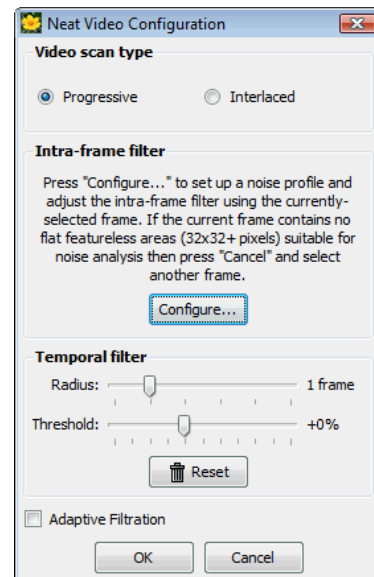 Neat Video Configuration
Video scan type
Progressive Interlaced
Intra-frame filter
Press "Configure..." to set up a noise profile and
adjust the intra-frame filter using the currently-
selected frame. If the current frame contains no
flat featureless areas (32x32+ pixels) suitable for
noise analysis then press "Cancel" and select
another frame.
Configure...
Temporal filter
Radius: 1 frame
Threshold: +0%
Reset
Adaptive Filtration
OK Cancel